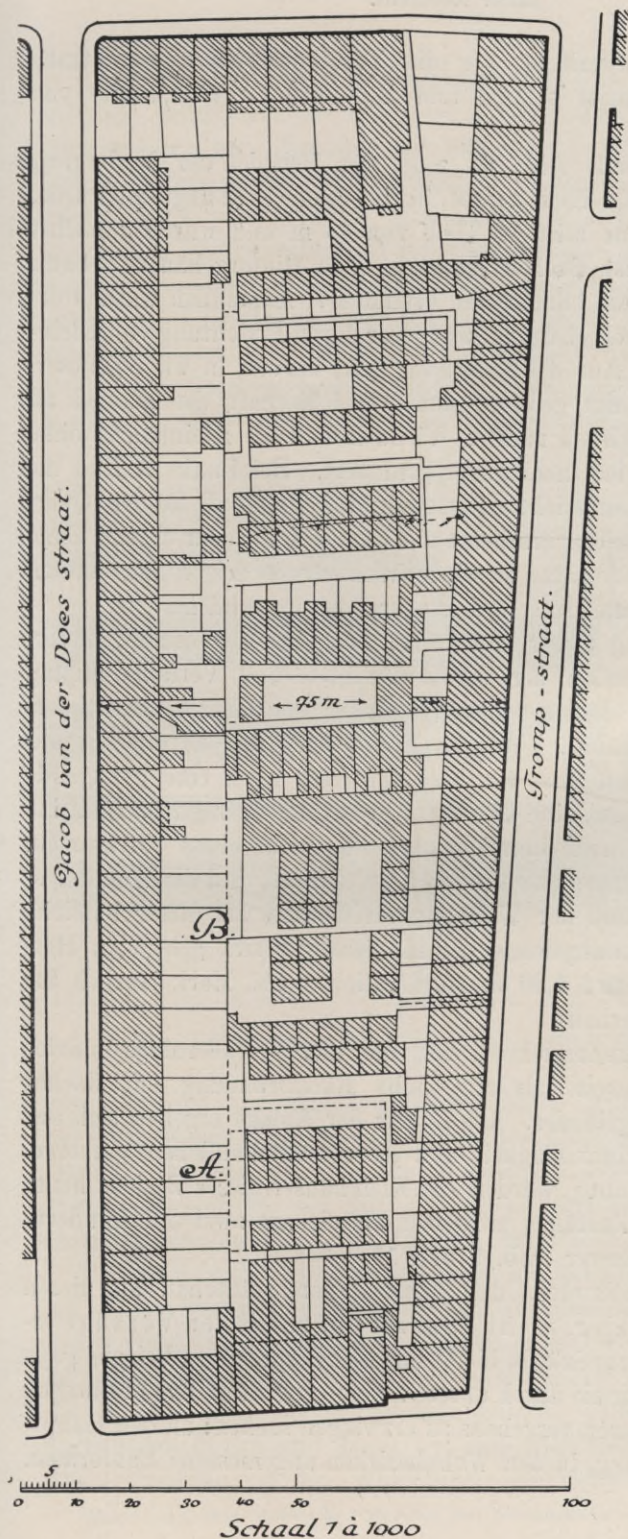 Jacob van der Does straat.
Tromp-straat.
← 75 m →
B.
A.
5
0 10 20 30 40 50 100
Schaal 1 à 1000